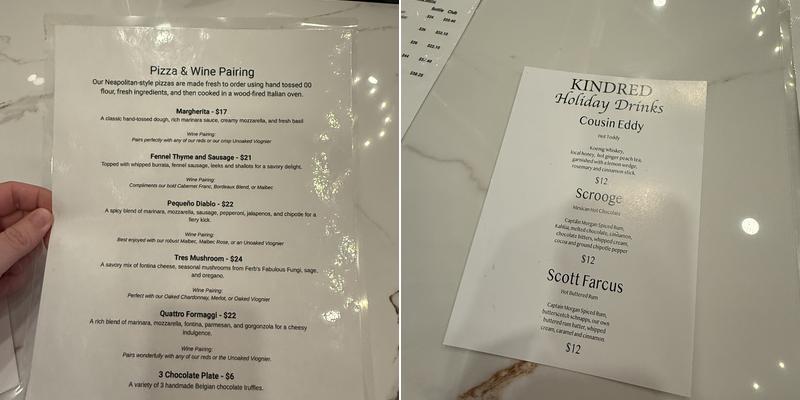 Pizza & Wine Pairing
Our Neapolitan-style pizzas are made fresh to order using hand tossed 00
flour, fresh ingredients, and then cooked in a wood-fired Italian oven.
Margherita - $17
A classic hand-tossed dough, rich marinara sauce, creamy mozzarella, and fresh basil
Wine Pairing:
Pairs perfectly with any of our reds or our crisp Unoaked Viognier
Fennel Thyme and Sausage - $21
Topped with whipped burrata, fennel sausage, leeks and shallots for a savory delight.
Wine Pairing:
Compliments our bold Cabernet Franc, Bordeaux Blend, or Malbec
Pequeño Diablo - $22
A spicy blend of marinara, mozzarella, sausage, pepperoni, jalapenos, and chipotle for a
fiery kick.
Wine Pairing:
Best enjoyed with our robust Malbec, Malbec Rose, or an Unoaked Viognier
Tres Mushroom - $24
A savory mix of fontina cheese, seasonal mushrooms from Ferb's Fabulous Fungi, sage,
and oregano.
Wine Pairing:
Perfect with our Oaked Chardonnay, Merlot, or Oaked Viognier
Quattro Formaggi - $22
A rich blend of marinara, mozzarella, fontina, parmesan, and gorgonzola for a cheesy
indulgence.
Wine Pairing:
Pairs wonderfully with any of our reds or the Unoaked Viognier.
3 Chocolate Plate - $6
A variety of 3 handmade Belgian chocolate truffles.
Bottle Club
KINDRED
Holiday Drinks
Cousin Eddy
Hot Toddy
Koenig whiskey,
local honey, hot ginger peach tea,
garnished with a lemon wedge,
rosemary and cinnamon stick.
$12
Scrooge
Mexican Hot Chocolate
Captain Morgan Spiced Rum,
Kahlua, melted chocolate, cinnamon,
chocolate bitters, whipped cream,
cocoa and ground chipotle pepper
$12
Scott Farcus
Hot Buttered Rum
Captain Morgan Spiced Rum,
butterscotch schnapps, our own
buttered rum batter, whipped
cream, caramel and cinnamon
$12